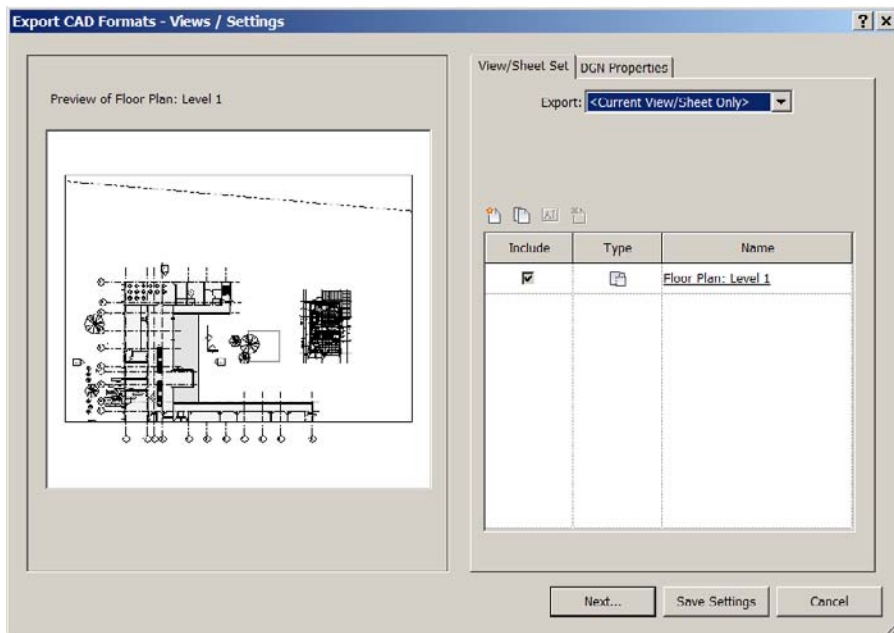 Export CAD Formats - Views / Settings
Preview of Floor Plan: Level 1
View/Sheet Set
DGN Properties
Export: <Current View/Sheet Only>
Include Type Name
Floor Plan: Level 1
Next...
Save Settings
Cancel